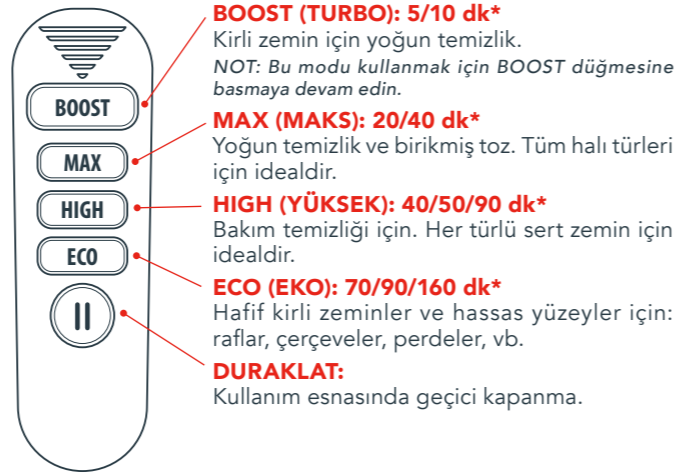 BOOST (TURBO): 5/10 dk*
Kirli zemin için yoğun temizlik.
NOT: Bu modu kullanmak için BOOST düğmesine
basmaya devam edin.
BOOST
MAX (MAKS): 20/40 dk*
Yoğun temizlik ve birikmiş toz. Tüm halı türleri
için idealdir.
MAX
HIGH (YÜKSEK): 40/50/90 dk*
Bakım temizliği için. Her türlü sert zemin için
idealdir.
HIGH
ECO (EKO): 70/90/160 dk*
Hafif kirli zeminler ve hassas yüzeyler için:
raflar, çerçeveler, perdeler, vb.
ECO
DURAKLAT:
Kullanım esnasında geçici kapanma.